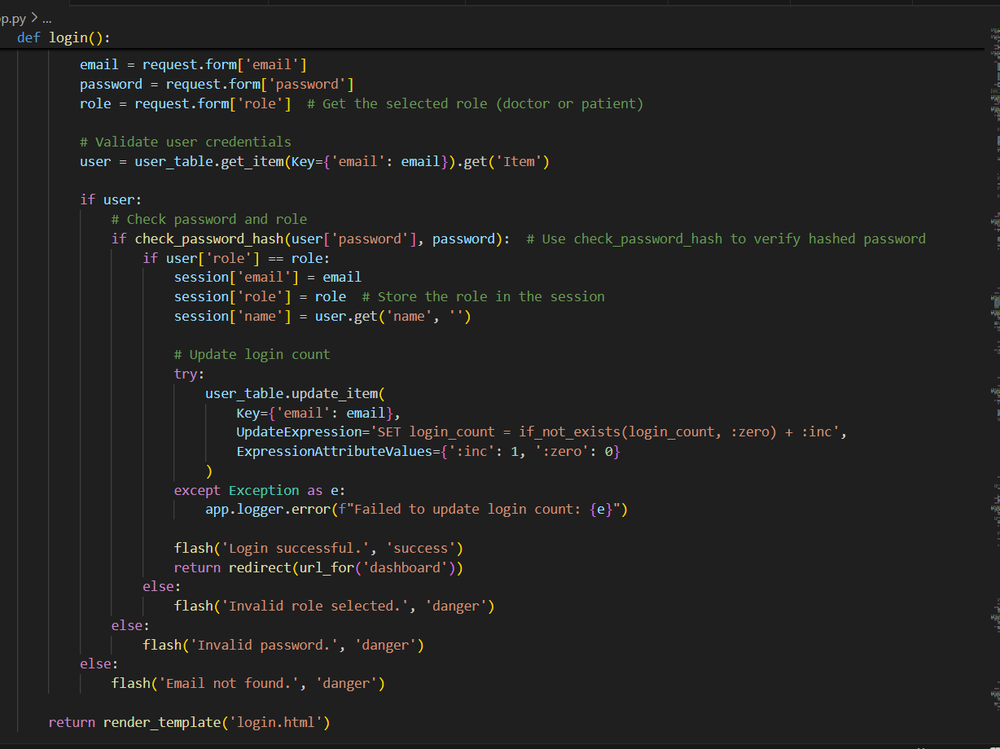 p.py > ...
def login():
        email = request.form['email']
        password = request.form['password']
        role = request.form['role']  # Get the selected role (doctor or patient)

        # Validate user credentials
        user = user_table.get_item(Key={'email': email}).get('Item')

        if user:
            # Check password and role
            if check_password_hash(user['password'], password):  # Use check_password_hash to verify hashed password
                if user['role'] == role:
                    session['email'] = email
                    session['role'] = role  # Store the role in the session
                    session['name'] = user.get('name', '')

                    # Update login count
                    try:
                        user_table.update_item(
                            Key={'email': email},
                            UpdateExpression='SET login_count = if_not_exists(login_count, :zero) + :inc',
                            ExpressionAttributeValues={':inc': 1, ':zero': 0}
                        )
                    except Exception as e:
                        app.logger.error(f"Failed to update login count: {e}")

                    flash('Login successful.', 'success')
                    return redirect(url_for('dashboard'))
                else:
                    flash('Invalid role selected.', 'danger')
            else:
                flash('Invalid password.', 'danger')
        else:
            flash('Email not found.', 'danger')

    return render_template('login.html')